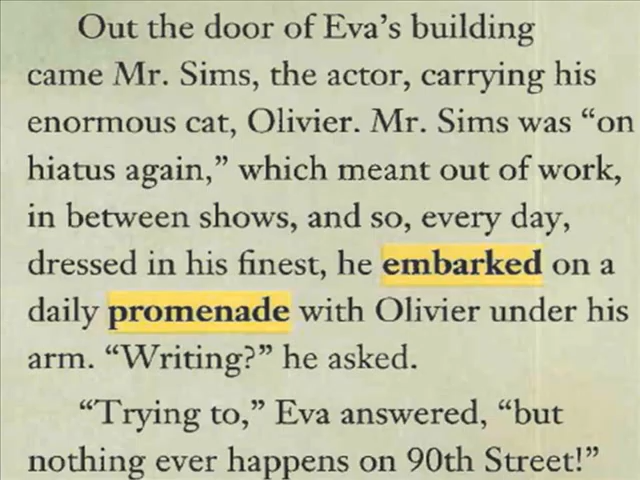 Out the door of Eva's building
came Mr. Sims, the actor, carrying his
enormous cat, Olivier. Mr. Sims was “on
hiatus again,” which meant out of work,
in between shows, and so, every day,
dressed in his finest, he embarked on a
daily promenade with Olivier under his
arm. “Writing?” he asked.
“Trying to,” Eva answered, “but
nothing ever happens on 90th Street!”